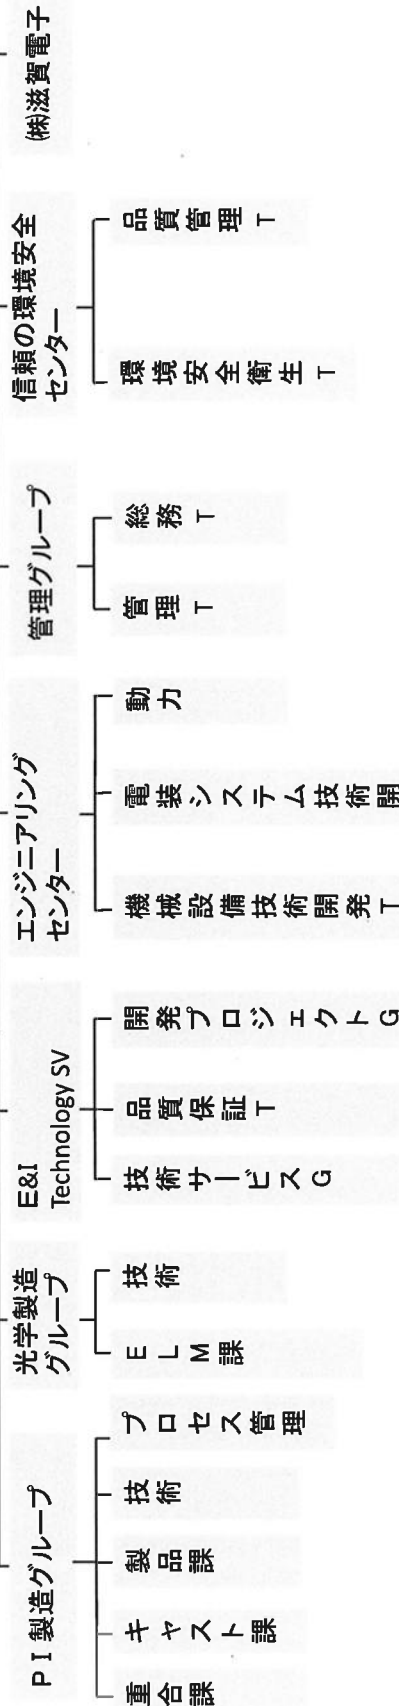 PI製造グループ
重合課
キャスト課
製品課
技術
プロセス管理
光学製造
グループ
ELM課
技術
E&I
Technology SV
技術サービスG
品質保証T
開発プロジェクトG
エンジニアリング
センター
機械設備技術開発T
電装システム技術開
動力
管理グループ
管理T
総務T
信頼の環境安全
センター
環境安全衛生T
品質管理T
㈱滋賀電子